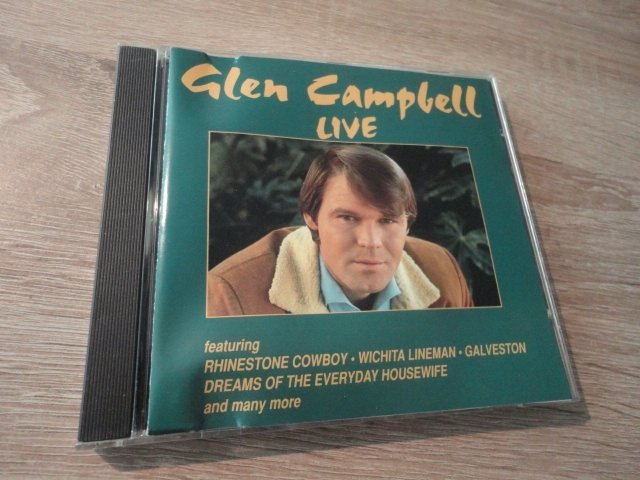 Glen Campbell
LIVE
featuring
RHINESTONE COWBOY • WICHITA LINEMAN • GALVESTON
DREAMS OF THE EVERYDAY HOUSEWIFE
and many more